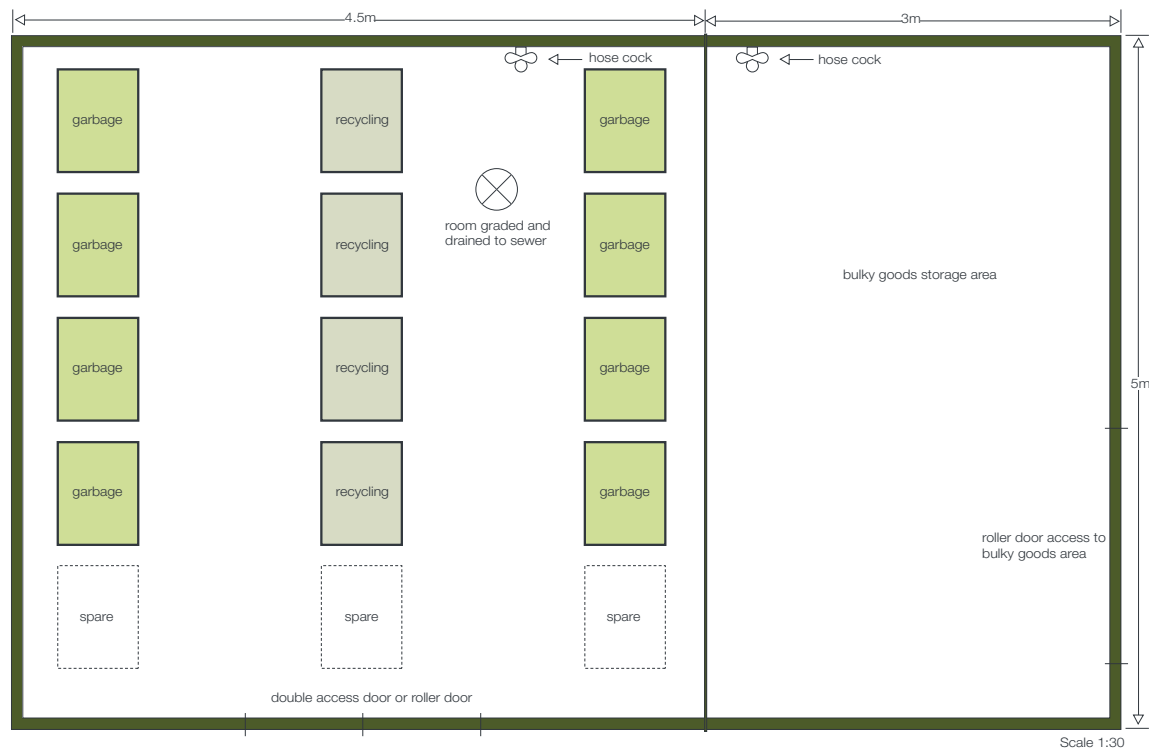 4.5m
3m
hose cock
hose cock
garbage
recycling
garbage
room graded and
drained to sewer
garbage
recycling
garbage
bulky goods storage area
garbage
recycling
garbage
5m
garbage
recycling
garbage
roller door access to
bulky goods area
spare
spare
spare
double access door or roller door
Scale 1:30